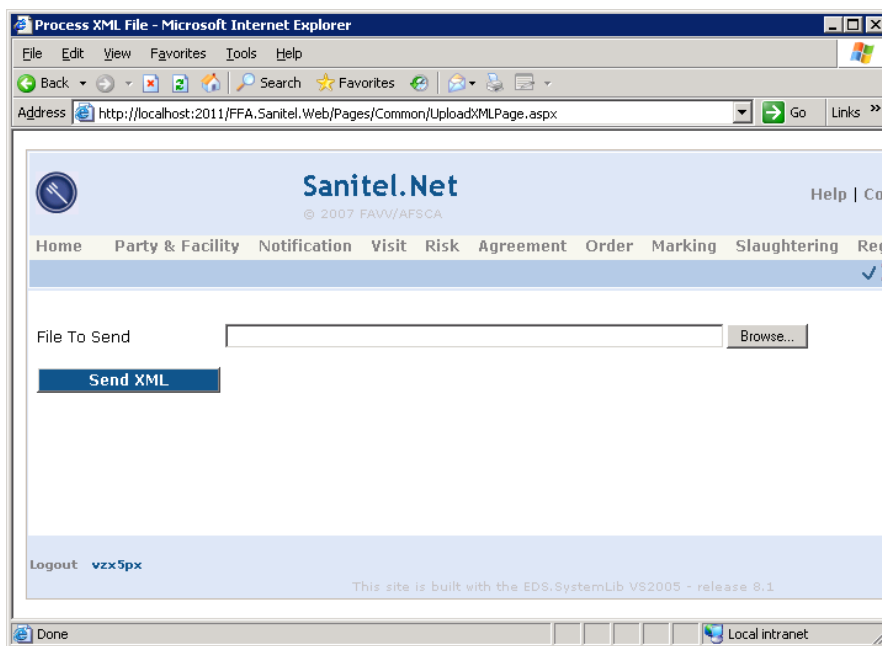 Process XML File - Microsoft Internet Explorer
File Edit View Favorites Tools Help
Back Search Favorites
Address http://localhost:2011/FFA.Sanitel.Web/Pages/Common/UploadXMLPage.aspx Go Links »
Sanitel.Net
Help | Co
© 2007 FAVV/AFSCA
Home Party & Facility Notification Visit Risk Agreement Order Marking Slaughtering Reg
File To Send Browse...
Send XML
Logout vzx5px
This site is built with the EDS.SystemLib VS2005 - release 8.1
Done Local intranet